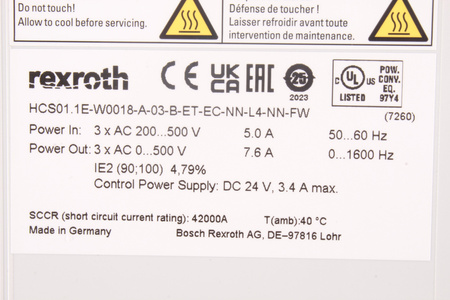 Do not touch!
Allow to cool before servicing.
Défense de toucher !
Laisser refroidir avant toute
intervention de maintenance.
rexroth CE UKCA EAC 25
2023
UL
C US
LISTED
POW.
CONV.
EQ.
97Y4
HCS01.1E-W0018-A-03-B-ET-EC-NN-L4-NN-FW (7260)
Power In: 3 x AC 200...500 V 5.0 A 50...60 Hz
Power Out: 3 x AC 0...500 V 7.6 A 0...1600 Hz
IE2 (90;100) 4,79%
Control Power Supply: DC 24 V, 3.4 A max.
SCCR (short circuit current rating): 42000A T(amb):40 °C
Made in Germany Bosch Rexroth AG, DE-97816 Lohr